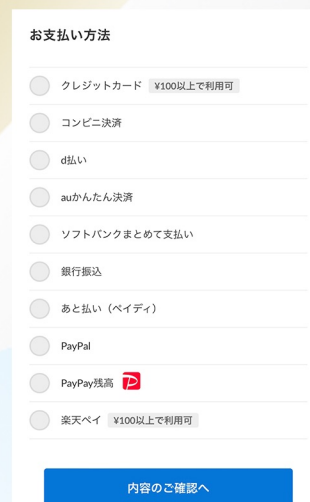 お支払い方法
クレジットカード ¥100以上で利用可
コンビニ決済
d払い
auかんたん決済
ソフトバンクまとめて支払い
銀行振込
あと払い（ペイディ）
PayPal
PayPay残高
楽天ペイ ¥100以上で利用可
内容のご確認へ